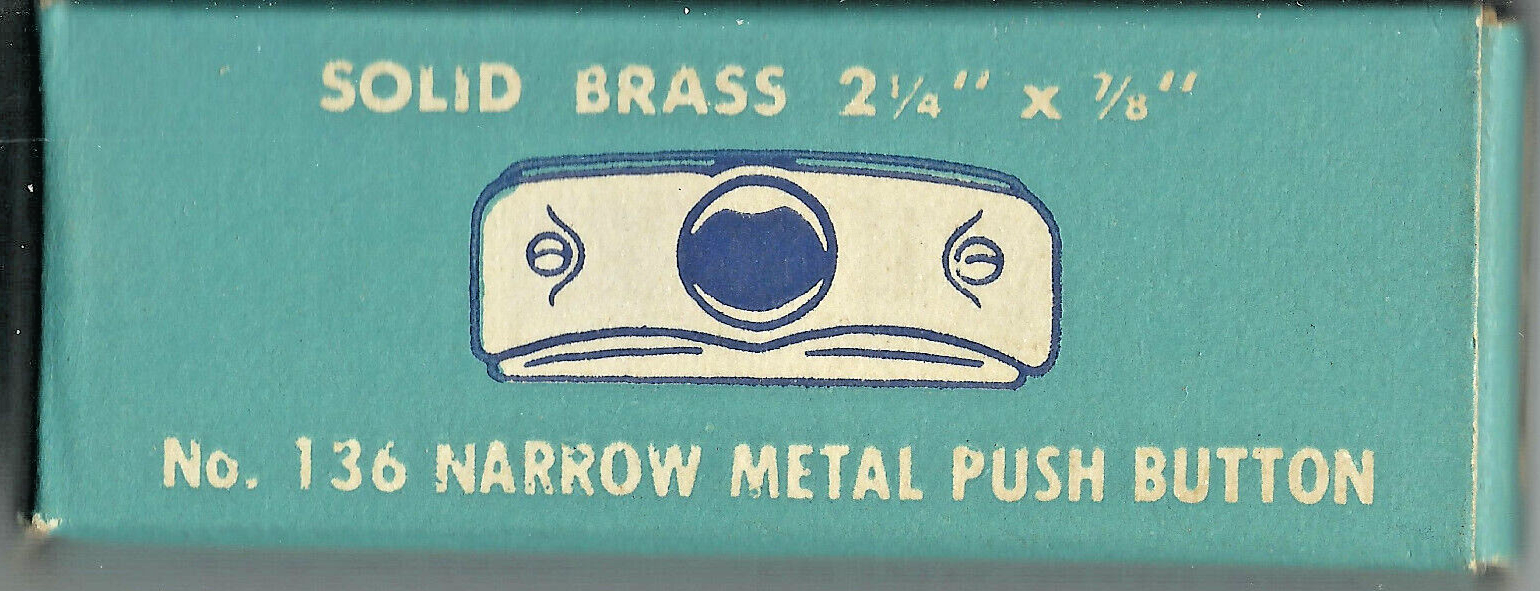 SOLID BRASS 2¼" x ⅞"
No. 136 NARROW METAL PUSH BUTTON